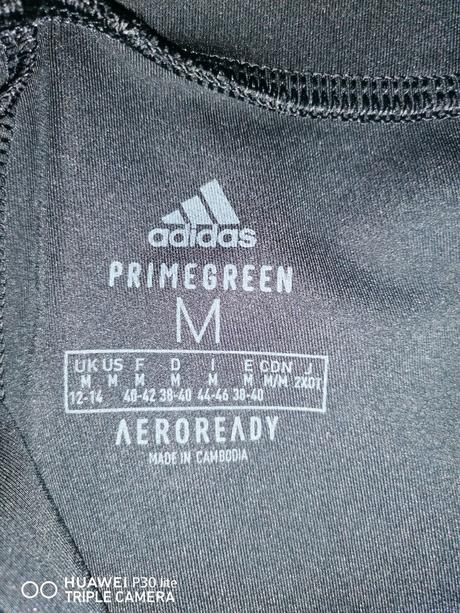 adidas
PRIMEGREEN
M
UK US F D I E CDN J
M M M M M M M/M 2XOT
12-14 40-42 38-40 44-46 38-40
AEROREADY
MADE IN CAMBODIA
HUAWEI P30 lite
TRIPLE CAMERA